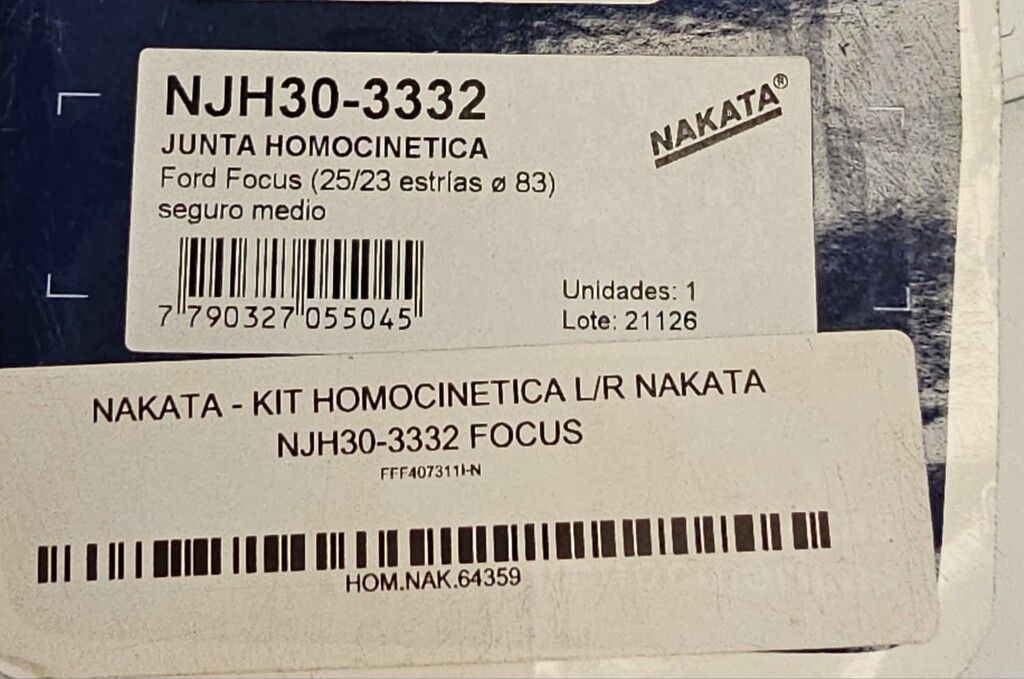 NJH30-3332
NAKATA®
JUNTA HOMOCINETICA
Ford Focus (25/23 estrías ø 83)
seguro medio
7 790327 055045
Unidades: 1
Lote: 21126
NAKATA - KIT HOMOCINETICA L/R NAKATA
NJH30-3332 FOCUS
FFF407311I-N
HOM.NAK.64359